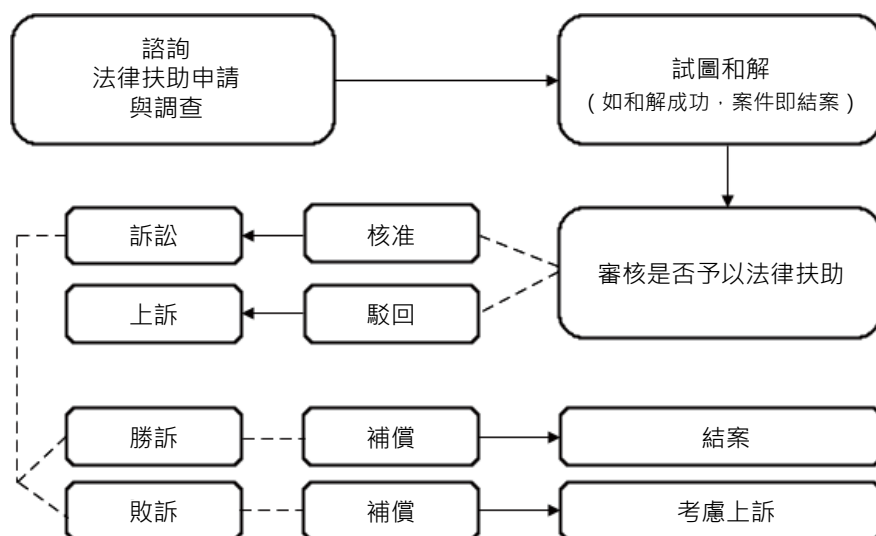 諮詢
法律扶助申請
與調查
試圖和解
(如和解成功，案件即結案)
訴訟
核准
審核是否予以法律扶助
上訴
駁回
勝訴
補償
結案
敗訴
補償
考慮上訴